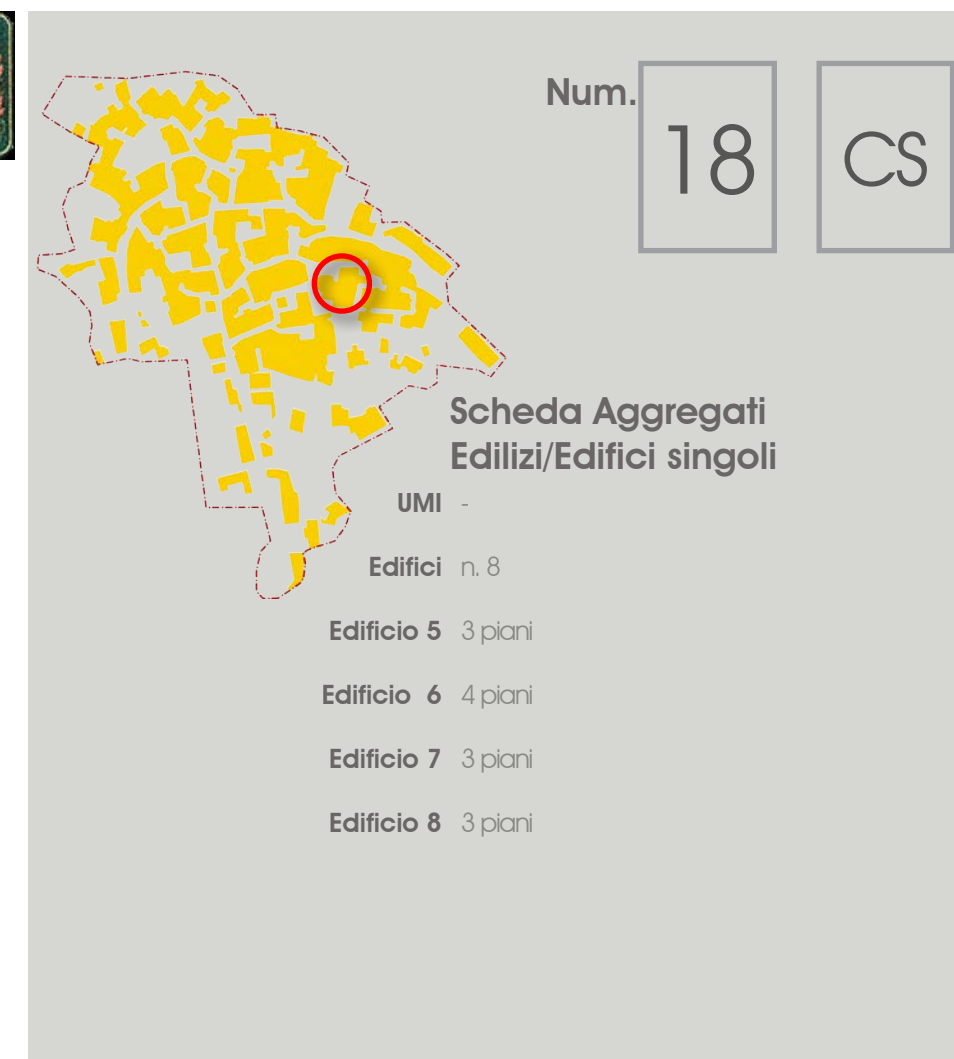 Num.
18
CS
Scheda Aggregati
Edilizi/Edifici singoli
UMI -
Edifici n. 8
Edificio 5 3 piani
Edificio 6 4 piani
Edificio 7 3 piani
Edificio 8 3 piani